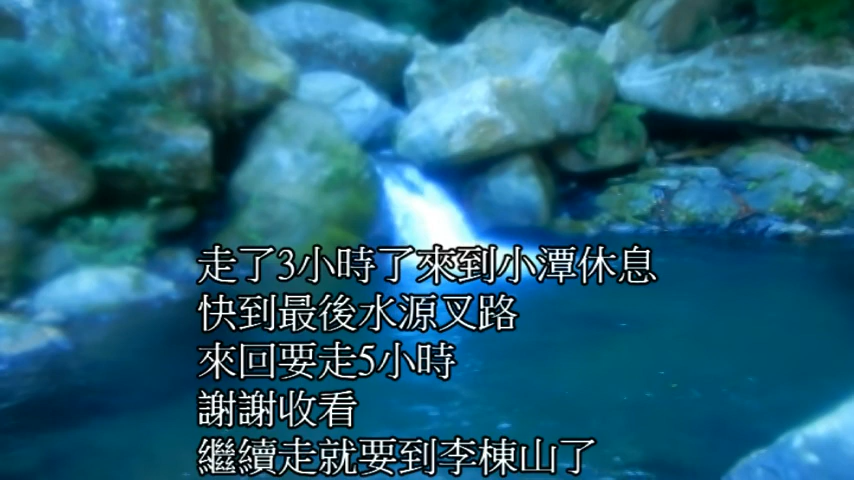 走了3小時了來到小潭休息
快到最後水源叉路
來回要走5小時
謝謝收看
繼續走就要到李棟山了